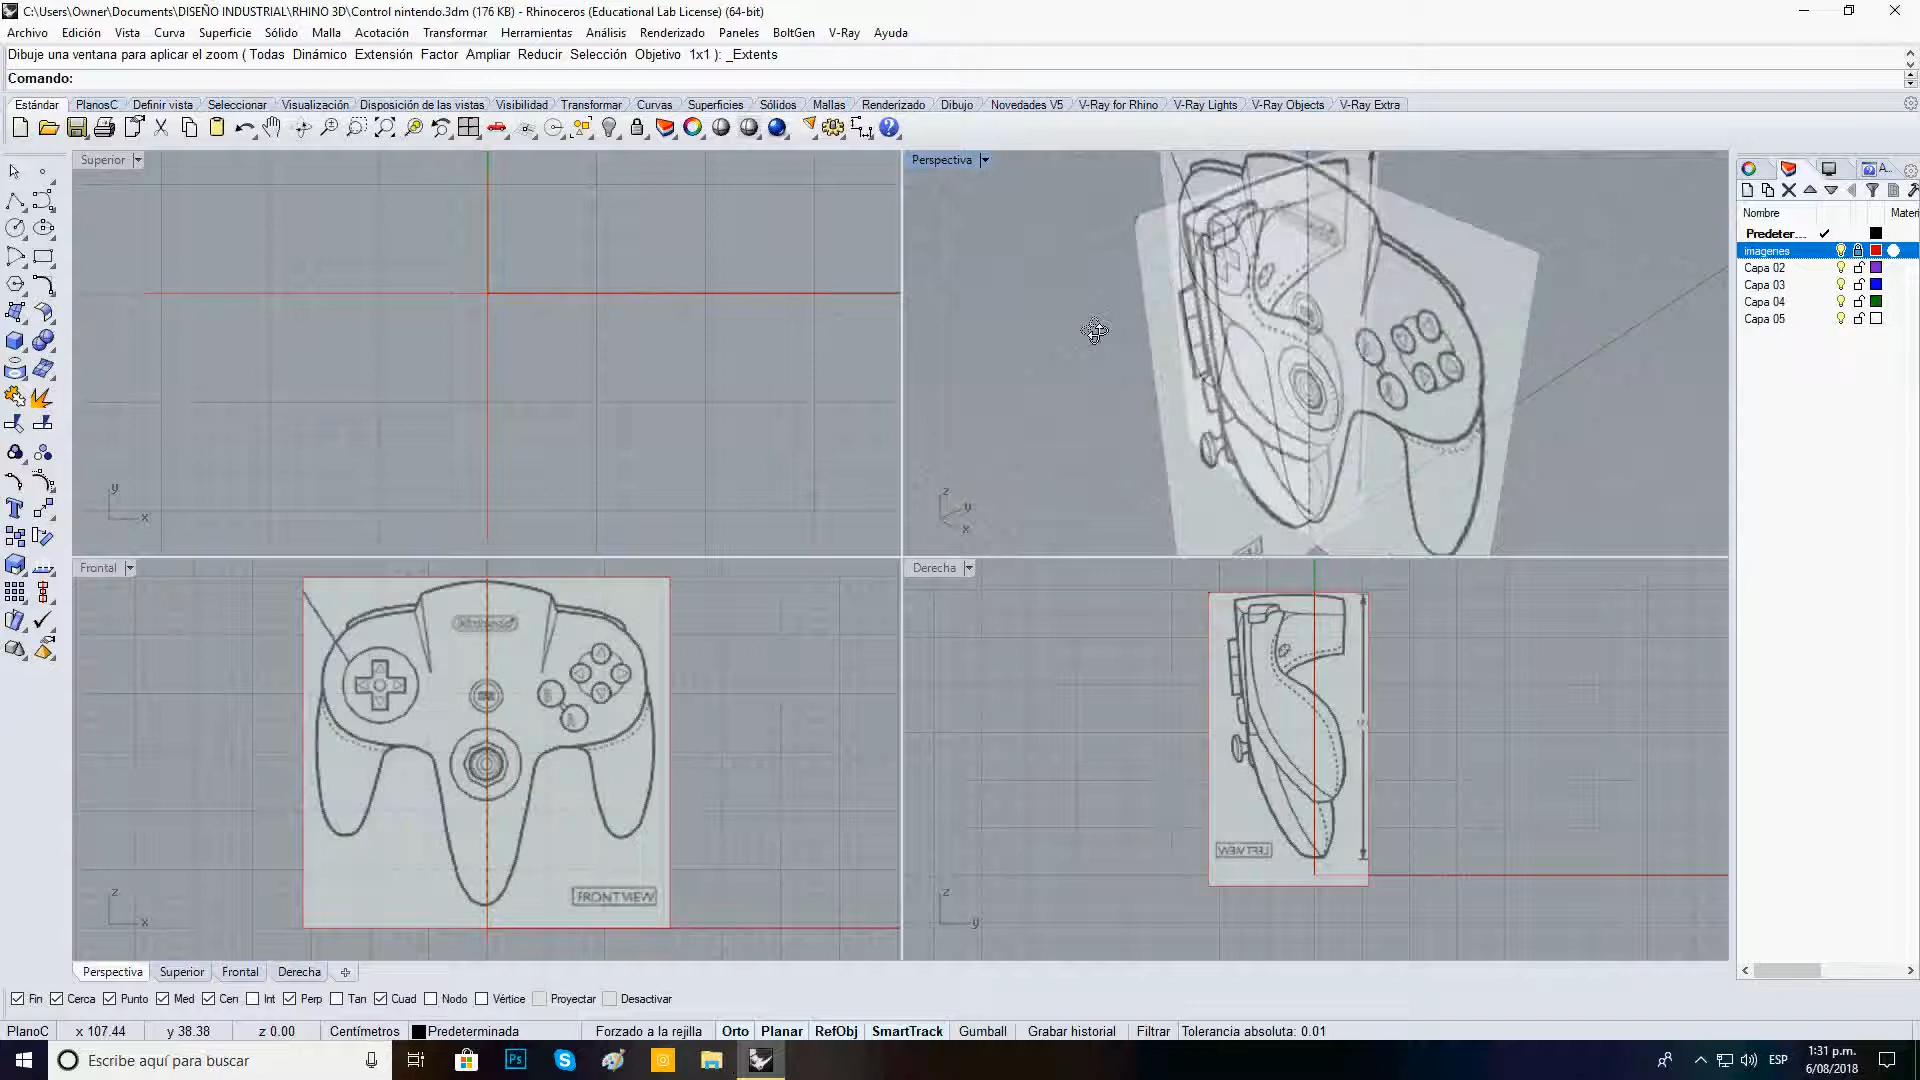 C:\Users\Owner\Documents\DISEÑO INDUSTRIAL\RHINO 3D\Control nintendo.3dm (176 KB) - Rhinoceros (Educational Lab License) (64-bit)
Archivo Edición Vista Curva Superficie Sólido Malla Acotación Transformar Herramientas Análisis Renderizado Paneles BoltGen V-Ray Ayuda
Dibuje una ventana para aplicar el zoom ( Todas Dinámico Extensión Factor Ampliar Reducir Selección Objetivo 1x1 ): _Extents
Comando:
Estándar PlanosC Definir vista Seleccionar Visualización Disposición de las vistas Visibilidad Transformar Curvas Superficies Sólidos Mallas Renderizado Dibujo Novedades V5 V-Ray for Rhino V-Ray Lights V-Ray Objects V-Ray Extra
Superior
Perspectiva
A...
Nombre Materi
Predeter...
imagenes
Capa 02
Capa 03
Capa 04
Capa 05
y
x
z
y
x
Frontal
Derecha
Nintendo
FRONT VIEW
LEFT VIEW
z
x
z
y
Perspectiva Superior Frontal Derecha
Fin Cerca Punto Med Cen Int Perp Tan Cuad Nodo Vértice Proyectar Desactivar
PlanoC x 107.44 y 38.38 z 0.00 Centímetros Predeterminada Forzado a la rejilla Orto Planar RefObj SmartTrack Gumball Grabar historial Filtrar Tolerancia absoluta: 0.01
Escribe aquí para buscar
Ps
ESP
1:31 p.m.
6/08/2018